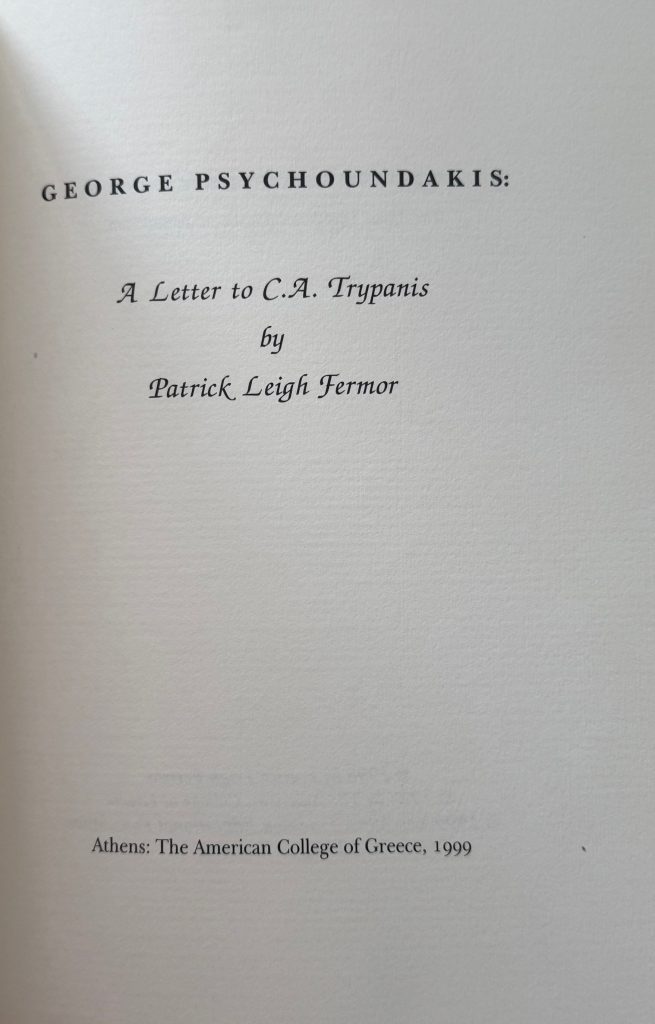 GEORGE PSYCHOUNDAKIS:
A Letter to C.A. Trypanis
by
Patrick Leigh Fermor
Athens: The American College of Greece, 1999